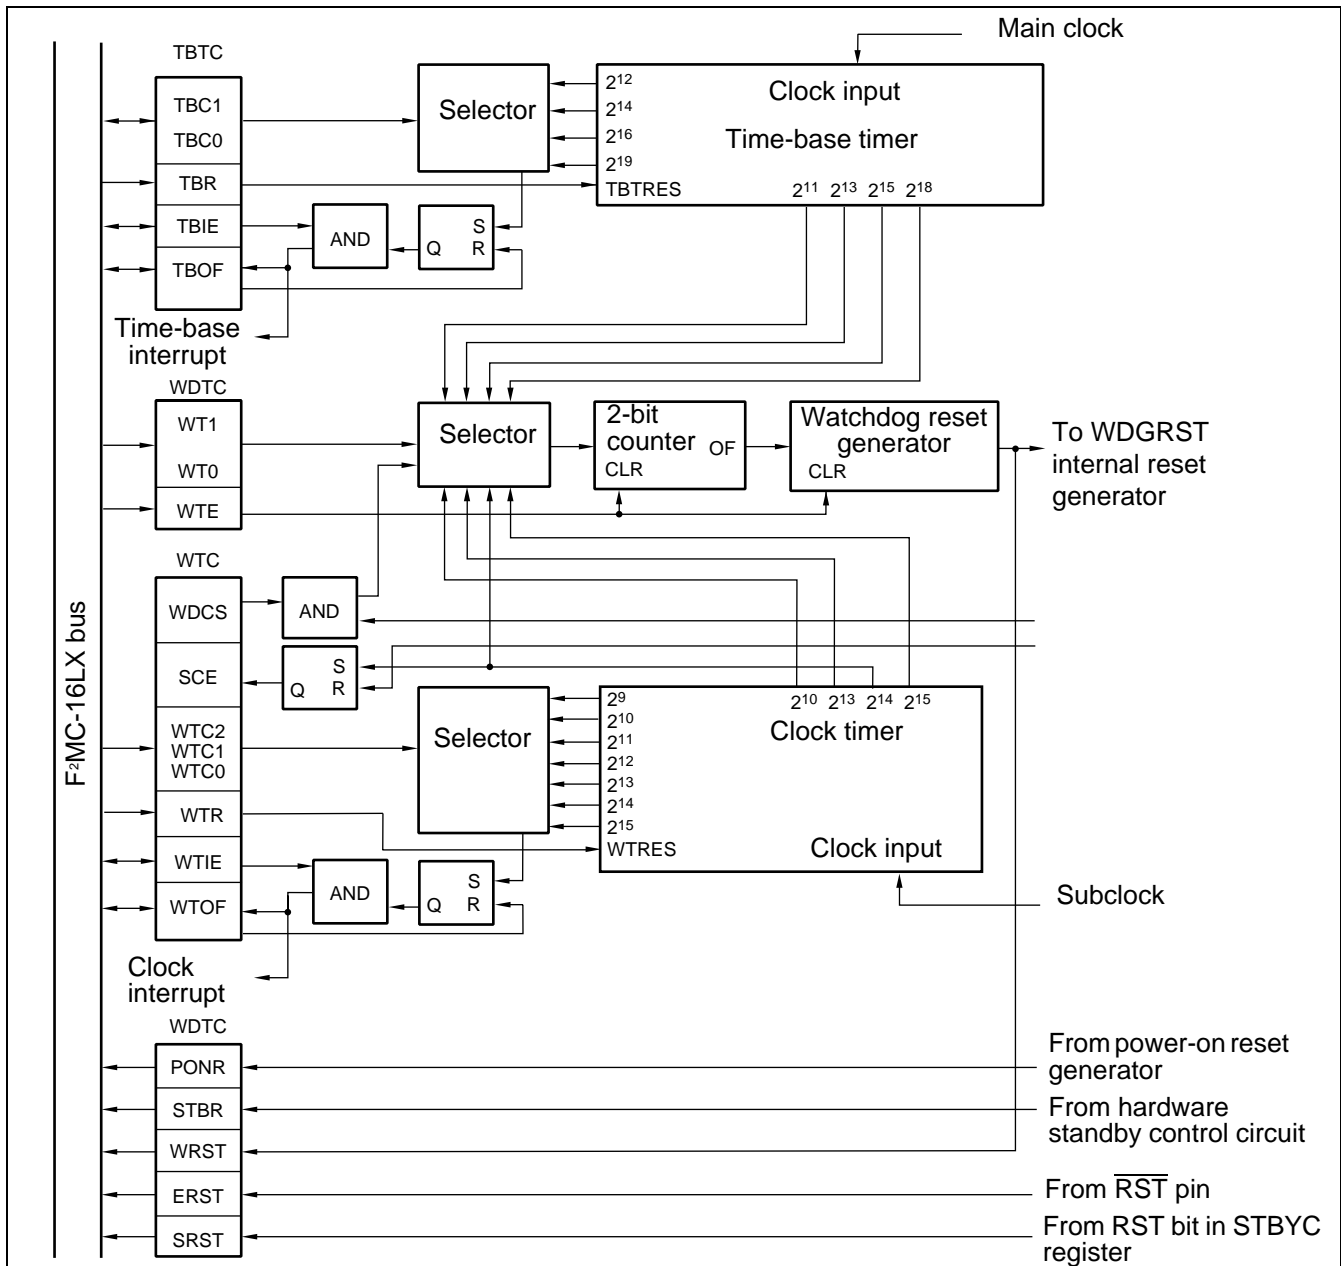 Main clock
TBTC
TBC1
TBC0
TBR
TBIE
TBOF
Selector
2¹²
2¹⁴
2¹⁶
2¹⁹
TBTRES
Clock input
Time-base timer
2¹¹ 2¹³ 2¹⁵ 2¹⁸
AND
S
Q R
Time-base
interrupt
WDTC
WT1
WT0
WTE
Selector
2-bit
counter OF
CLR
Watchdog reset
generator
CLR
To WDGRST
internal reset
generator
F²MC-16LX bus
WTC
WDCS
SCE
WTC2
WTC1
WTC0
WTR
WTIE
WTOF
AND
S
Q R
Selector
2⁹
2¹⁰
2¹¹
2¹²
2¹³
2¹⁴
2¹⁵
WTRES
2¹⁰ 2¹³ 2¹⁴ 2¹⁵
Clock timer
Clock input
AND
S
Q R
Subclock
Clock
interrupt
WDTC
PONR
STBR
WRST
ERST
SRST
From power-on reset
generator
From hardware
standby control circuit
From R̅S̅T̅ pin
From RST bit in STBYC
register